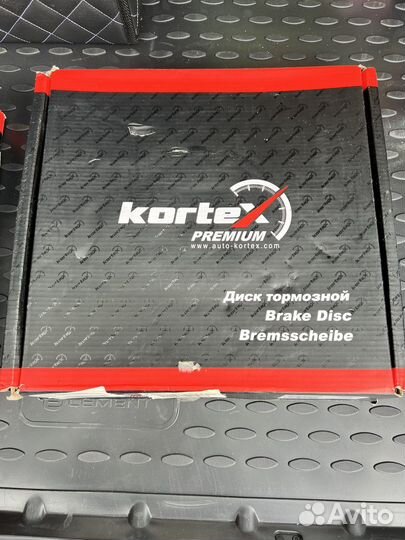 kortex
PREMIUM
www.auto-kortex.com
Диск тормозной
Brake Disc
Bremsscheibe
ELEMENT
Avito